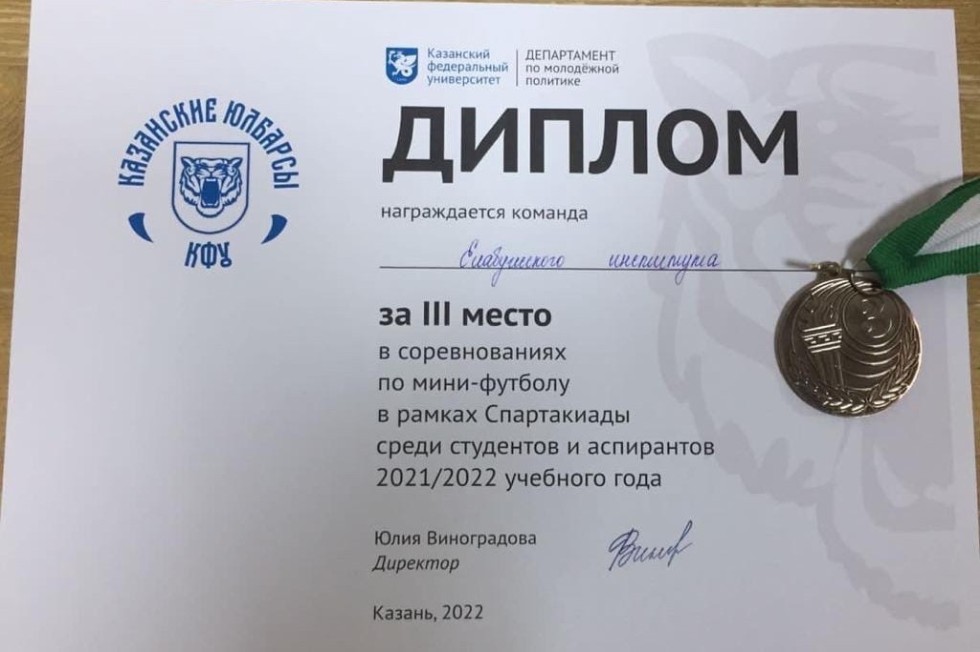 Казанский
федеральный
университет
ДЕПАРТАМЕНТ
по молодёжной
политике
КАЗАНСКИЕ ЮЛБАРСЫ
КФУ
ДИПЛОМ
награждается команда
Елабужского института
за III место
в соревнованиях
по мини-футболу
в рамках Спартакиады
среди студентов и аспирантов
2021/2022 учебного года
Юлия Виноградова
Директор
Казань, 2022
3